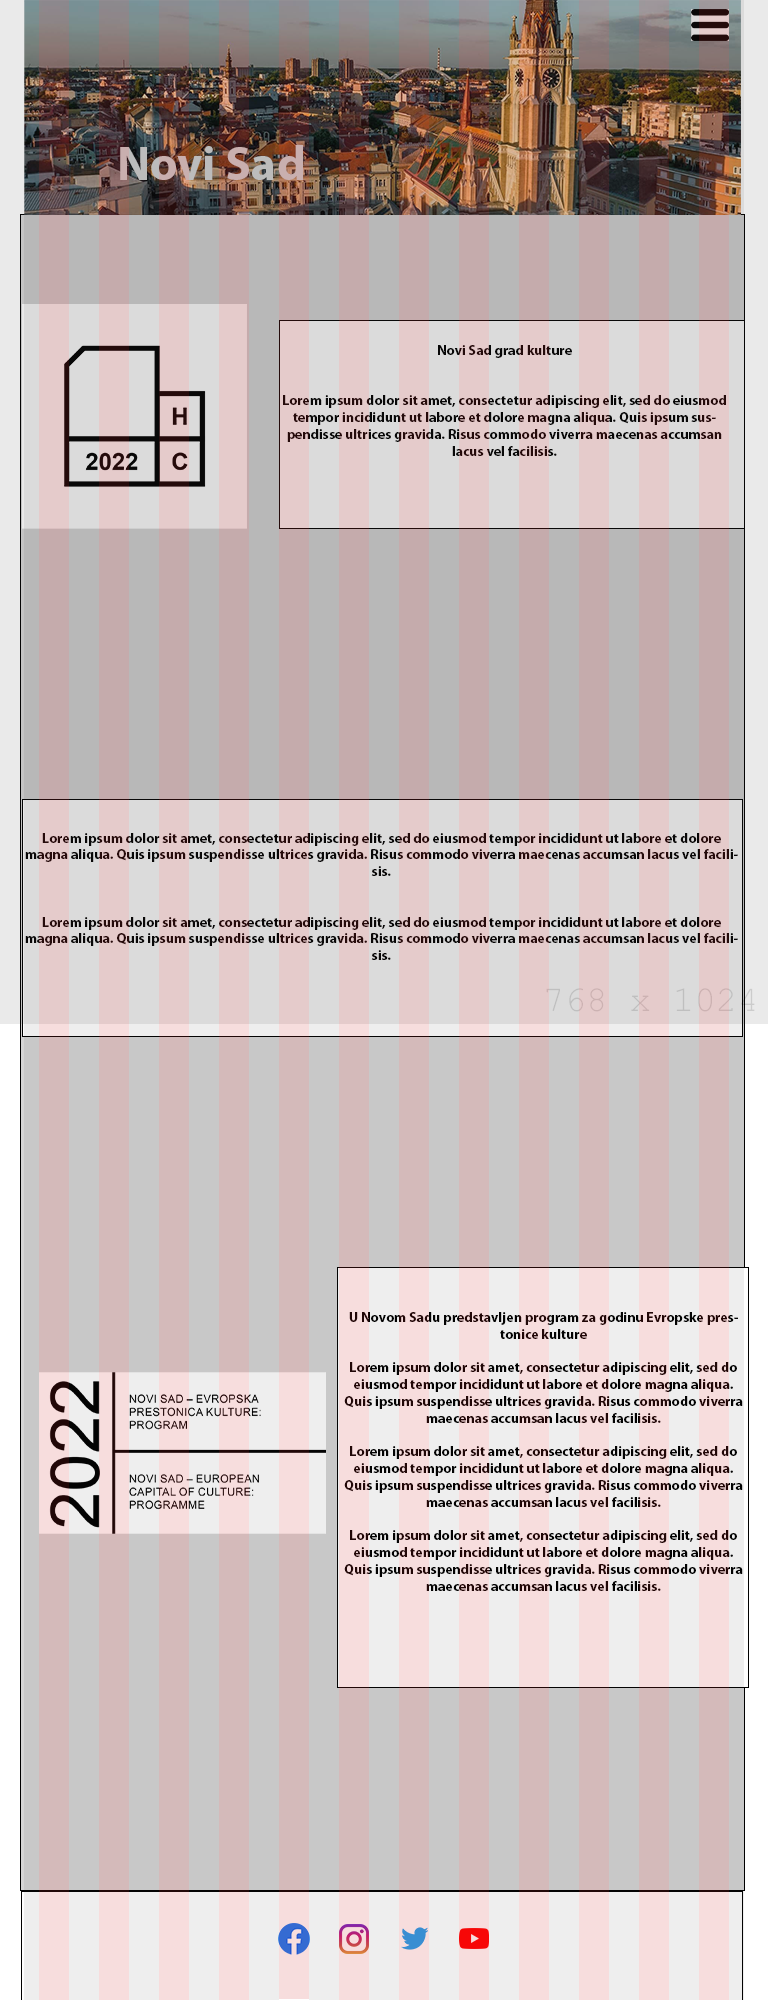 Novi Sad
H
2022 C
Novi Sad grad kulture
Lorem ipsum dolor sit amet, consectetur adipiscing elit, sed do eiusmod
tempor incididunt ut labore et dolore magna aliqua. Quis ipsum sus-
pendisse ultrices gravida. Risus commodo viverra maecenas accumsan
lacus vel facilisis.
Lorem ipsum dolor sit amet, consectetur adipiscing elit, sed do eiusmod tempor incididunt ut labore et dolore
magna aliqua. Quis ipsum suspendisse ultrices gravida. Risus commodo viverra maecenas accumsan lacus vel facili-
sis.
Lorem ipsum dolor sit amet, consectetur adipiscing elit, sed do eiusmod tempor incididunt ut labore et dolore
magna aliqua. Quis ipsum suspendisse ultrices gravida. Risus commodo viverra maecenas accumsan lacus vel facili-
sis.
768 x 1024
2022
NOVI SAD – EVROPSKA
PRESTONICA KULTURE:
PROGRAM
NOVI SAD – EUROPEAN
CAPITAL OF CULTURE:
PROGRAMME
U Novom Sadu predstavljen program za godinu Evropske pres-
tonice kulture
Lorem ipsum dolor sit amet, consectetur adipiscing elit, sed do
eiusmod tempor incididunt ut labore et dolore magna aliqua.
Quis ipsum suspendisse ultrices gravida. Risus commodo viverra
maecenas accumsan lacus vel facilisis.
Lorem ipsum dolor sit amet, consectetur adipiscing elit, sed do
eiusmod tempor incididunt ut labore et dolore magna aliqua.
Quis ipsum suspendisse ultrices gravida. Risus commodo viverra
maecenas accumsan lacus vel facilisis.
Lorem ipsum dolor sit amet, consectetur adipiscing elit, sed do
eiusmod tempor incididunt ut labore et dolore magna aliqua.
Quis ipsum suspendisse ultrices gravida. Risus commodo viverra
maecenas accumsan lacus vel facilisis.